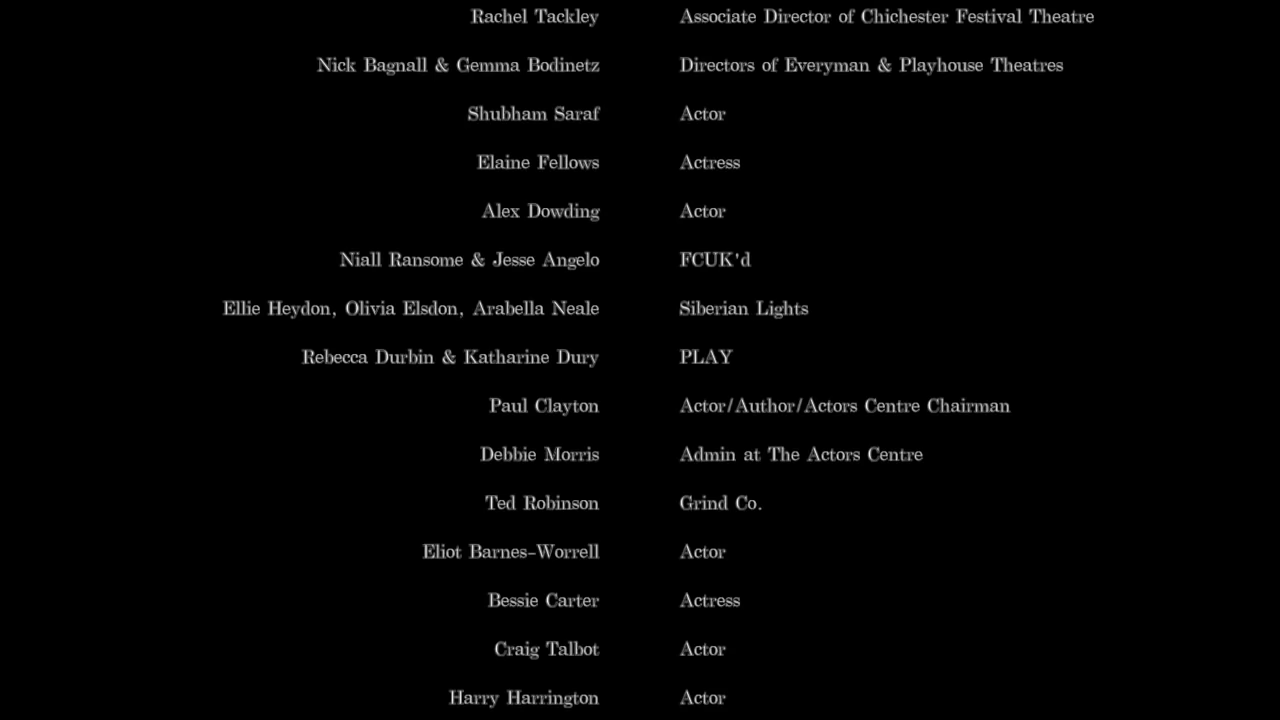 Rachel Tackley Associate Director of Chichester Festival Theatre
Nick Bagnall & Gemma Bodinetz Directors of Everyman & Playhouse Theatres
Shubham Saraf Actor
Elaine Fellows Actress
Alex Dowding Actor
Niall Ransome & Jesse Angelo FCUK'd
Ellie Heydon, Olivia Elsdon, Arabella Neale Siberian Lights
Rebecca Durbin & Katharine Dury PLAY
Paul Clayton Actor/Author/Actors Centre Chairman
Debbie Morris Admin at The Actors Centre
Ted Robinson Grind Co.
Eliot Barnes-Worrell Actor
Bessie Carter Actress
Craig Talbot Actor
Harry Harrington Actor